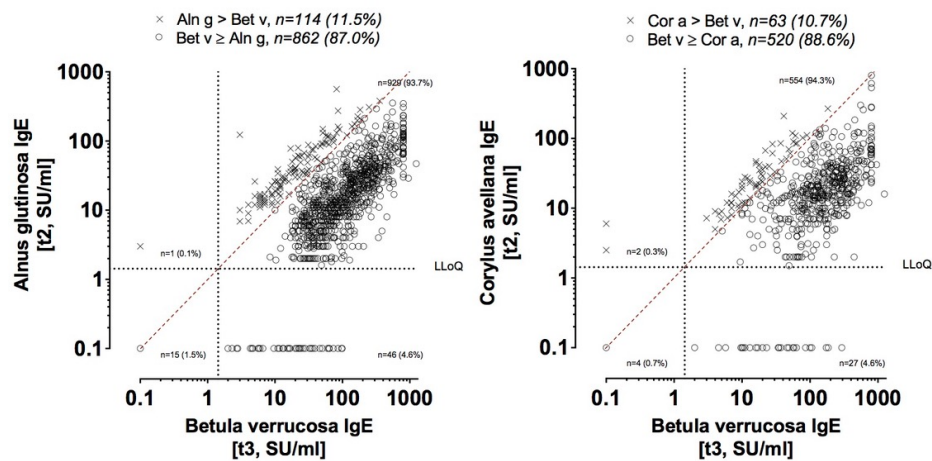 × Aln g > Bet v, n=114 (11.5%)
○ Bet v ≥ Aln g, n=862 (87.0%)
1000
100
10
1
0.1
Alnus glutinosa IgE
[t2, SU/ml]
n=929 (93.7%)
n=1 (0.1%)
LLoQ
n=15 (1.5%)
n=46 (4.6%)
0.1 1 10 100 1000
Betula verrucosa IgE
[t3, SU/ml]
× Cor a > Bet v, n=63 (10.7%)
○ Bet v ≥ Cor a, n=520 (88.6%)
1000
100
10
1
0.1
Corylus avellana IgE
[t2, SU/ml]
n=554 (94.3%)
n=2 (0.3%)
LLoQ
n=4 (0.7%)
n=27 (4.6%)
0.1 1 10 100 1000
Betula verrucosa IgE
[t3, SU/ml]